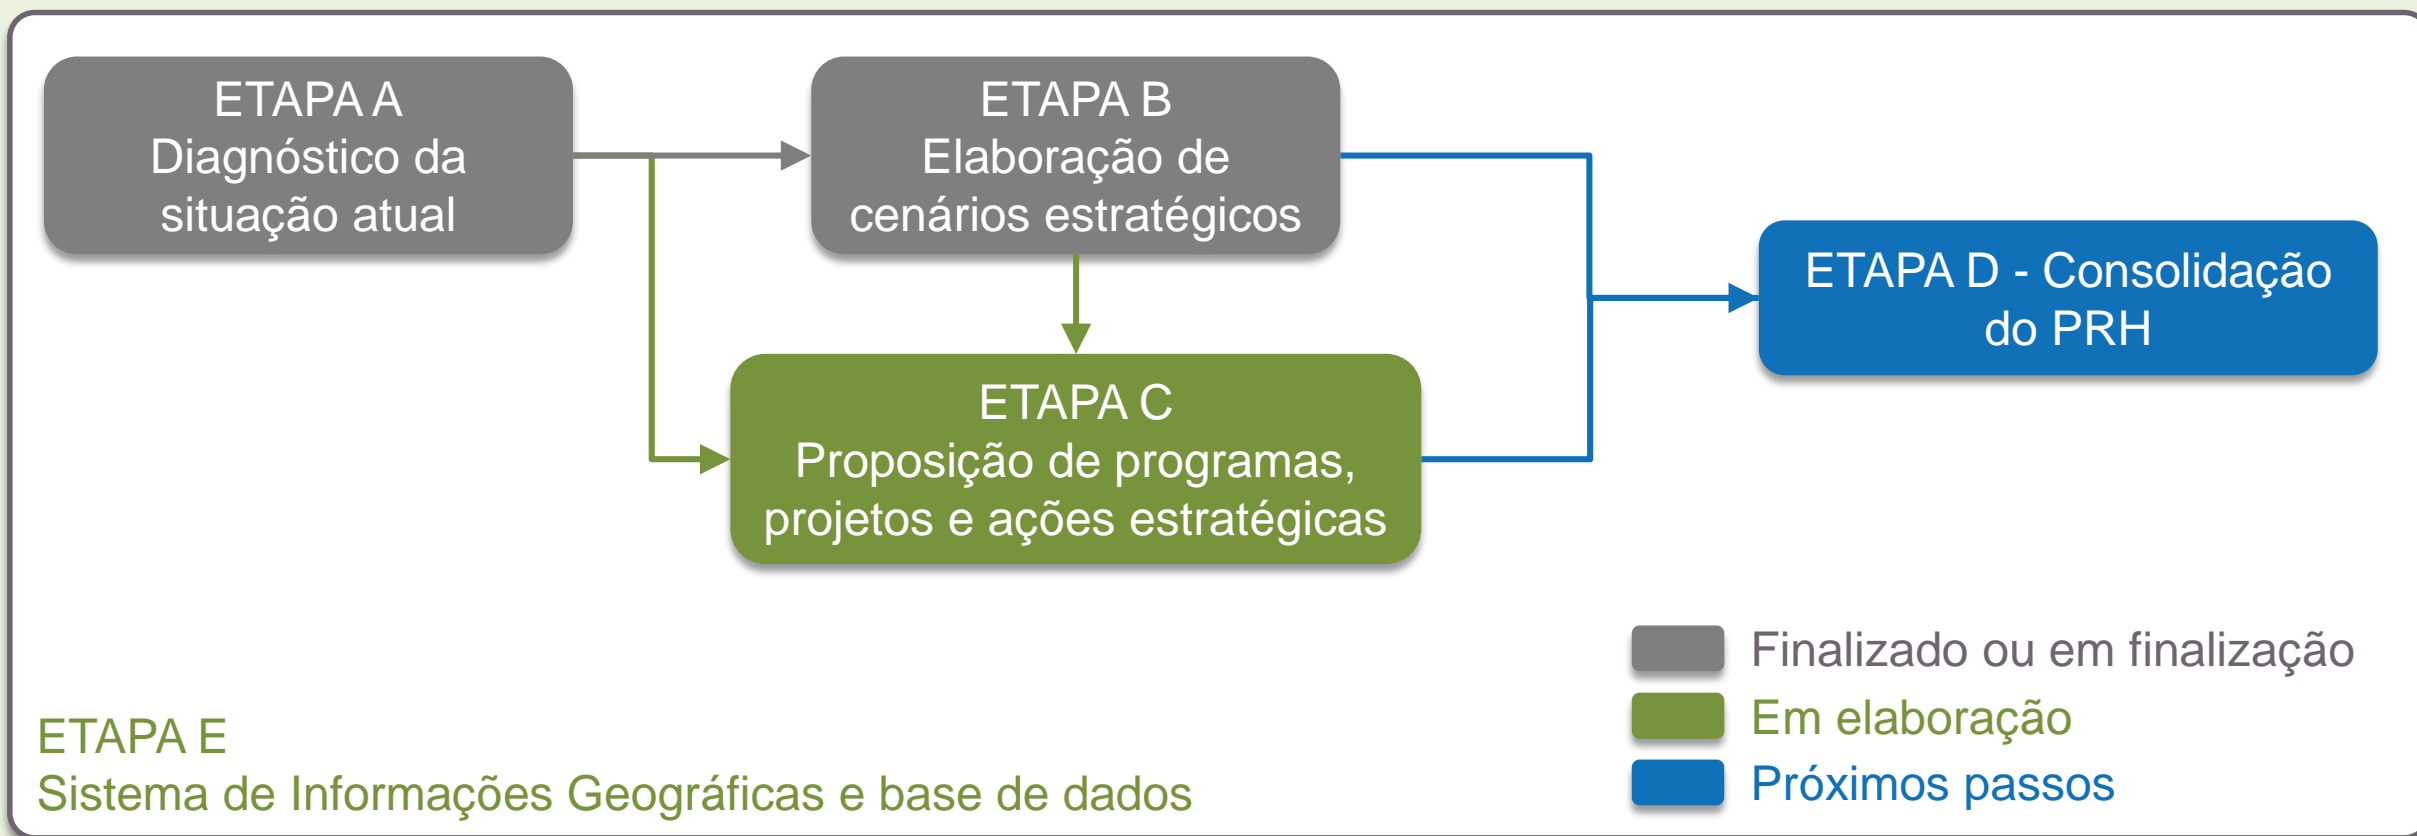 ETAPA A
Diagnóstico da
situação atual
ETAPA B
Elaboração de
cenários estratégicos
ETAPA C
Proposição de programas,
projetos e ações estratégicas
ETAPA D - Consolidação
do PRH
ETAPA E
Sistema de Informações Geográficas e base de dados
Finalizado ou em finalização
Em elaboração
Próximos passos